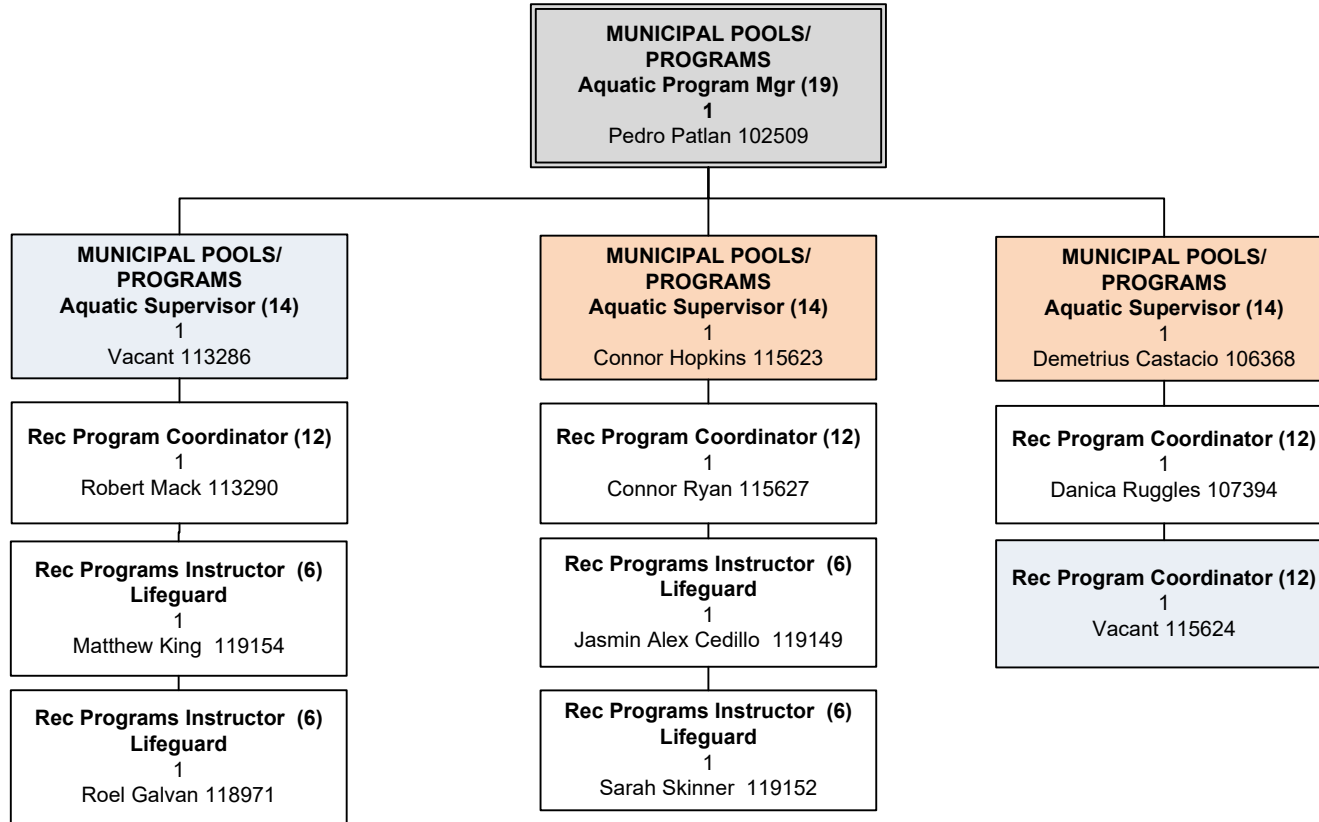 MUNICIPAL POOLS/
PROGRAMS
Aquatic Program Mgr (19)
1
Pedro Patlan 102509
MUNICIPAL POOLS/
PROGRAMS
Aquatic Supervisor (14)
1
Vacant 113286
Rec Program Coordinator (12)
1
Robert Mack 113290
Rec Programs Instructor (6)
Lifeguard
1
Matthew King 119154
Rec Programs Instructor (6)
Lifeguard
1
Roel Galvan 118971
MUNICIPAL POOLS/
PROGRAMS
Aquatic Supervisor (14)
1
Connor Hopkins 115623
Rec Program Coordinator (12)
1
Connor Ryan 115627
Rec Programs Instructor (6)
Lifeguard
1
Jasmin Alex Cedillo 119149
Rec Programs Instructor (6)
Lifeguard
1
Sarah Skinner 119152
MUNICIPAL POOLS/
PROGRAMS
Aquatic Supervisor (14)
1
Demetrius Castacio 106368
Rec Program Coordinator (12)
1
Danica Ruggles 107394
Rec Program Coordinator (12)
1
Vacant 115624